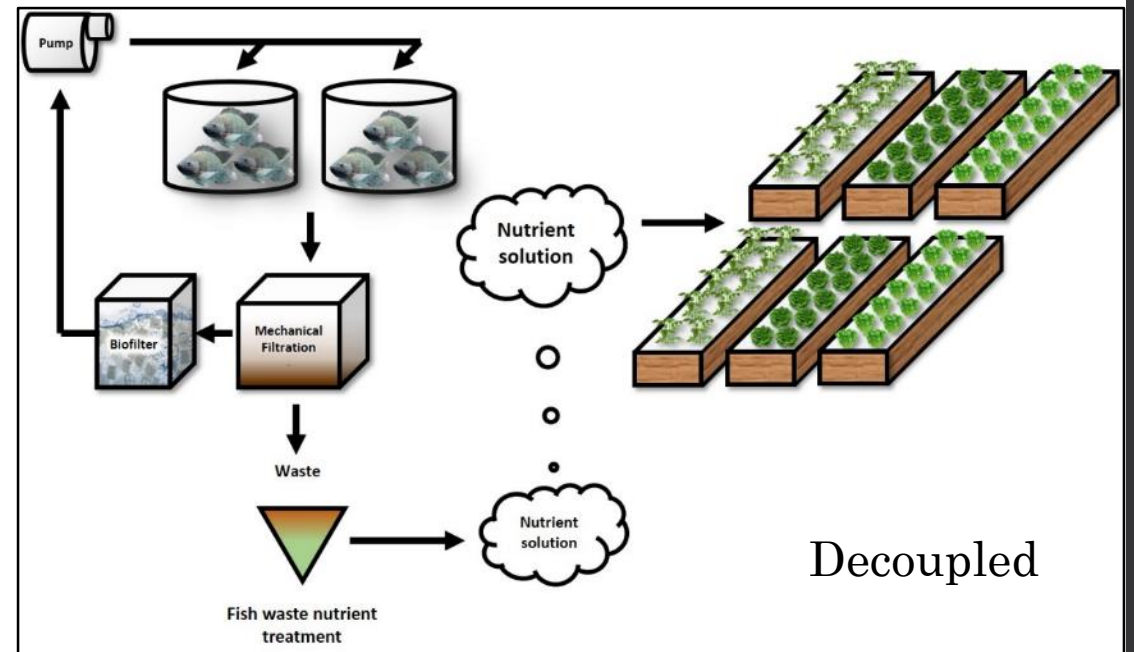 Pump
Nutrient
solution
Biofilter
Mechanical
Filtration
Waste
Nutrient
solution
Decoupled
Fish waste nutrient
treatment